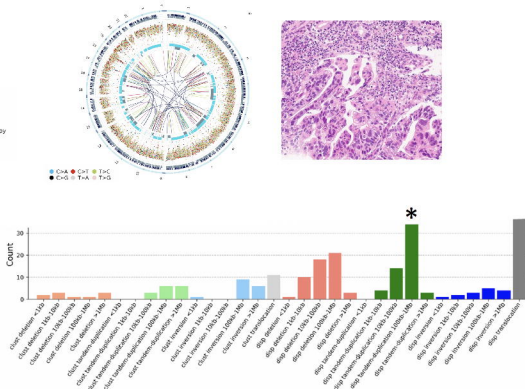 oy
C>A C>T T>C
C>G T>A T>G
*
Count
30
20
10
0
clust deletion <1kb
clust deletion 1kb-10kb
clust deletion 10kb-100kb
clust deletion 100kb-1Mb
clust deletion >1Mb
clust tandem-duplication <1kb
clust tandem-duplication 1kb-10kb
clust tandem-duplication 10kb-100kb
clust tandem-duplication 100kb-1Mb
clust tandem-duplication >1Mb
clust inversion <1kb
clust inversion 1kb-10kb
clust inversion 10kb-100kb
clust inversion 100kb-1Mb
clust inversion >1Mb
clust translocation
disp deletion <1kb
disp deletion 1kb-10kb
disp deletion 10kb-100kb
disp deletion 100kb-1Mb
disp deletion >1Mb
disp tandem-duplication <1kb
disp tandem-duplication 1kb-10kb
disp tandem-duplication 10kb-100kb
disp tandem-duplication 100kb-1Mb
disp tandem-duplication >1Mb
disp inversion <1kb
disp inversion 1kb-10kb
disp inversion 10kb-100kb
disp inversion 100kb-1Mb
disp inversion >1Mb
disp translocation